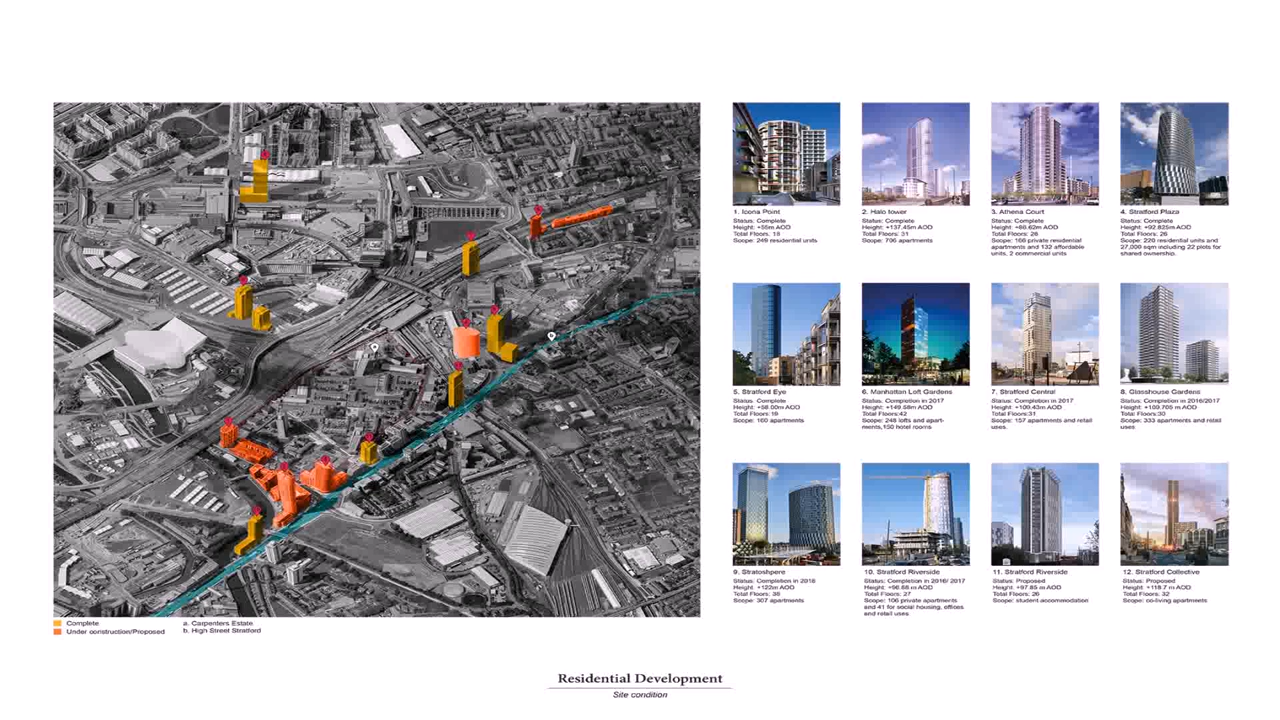 1. Icona Point
Status: Complete
Height: +55m AOD
Total Floors: 18
Scope: 249 residential units
2. Halo tower
Status: Complete
Height: +137.45m AOD
Total Floors: 31
Scope: 706 apartments
3. Athena Court
Status: Complete
Height: +86.62m AOD
Total Floors: 28
Scope: 166 private residential
apartments and 132 affordable
units, 2 commercial units
4. Stratford Plaza
Status: Complete
Height: +92.825m AOD
Total Floors: 26
Scope: 220 residential units and
27,000 sqm including 22 plots for
shared ownership.
5. Stratford Eye
Status: Complete
Height: +58.00m AOD
Total Floors: 19
Scope: 160 apartments
6. Manhattan Loft Gardens
Status: Completion in 2017
Height: +149.58m AOD
Total Floors:42
Scope: 248 lofts and apart-
ments,150 hotel rooms
7. Stratford Central
Status: Completion in 2017
Height: +109.43m AOD
Total Floors:31
Scope: 157 apartments and retail
uses.
8. Glasshouse Gardens
Status: Completion in 2016/2017
Height: +109.705 m AOD
Total Floors:30
Scope: 333 apartments and retail
uses
9. Stratoshpere
Status: Completion in 2016
Height: +122m AOD
Total Floors: 36
Scope: 307 apartments
10. Stratford Riverside
Status: Completion in 2016/ 2017
Height: +96.68 m AOD
Total Floors: 27
Scope: 106 private apartments
and 41 for social housing, offices
and retail uses
11. Stratford Riverside
Status: Proposed
Height: +97.85 m AOD
Total Floors: 26
Scope: student accommodation
12. Stratford Collective
Status: Proposed
Height: +118.7 m AOD
Total Floors: 32
Scope: co-living apartments
Complete
Under construction/Proposed
a. Carpenters Estate
b. High Street Stratford
Residential Development
Site condition